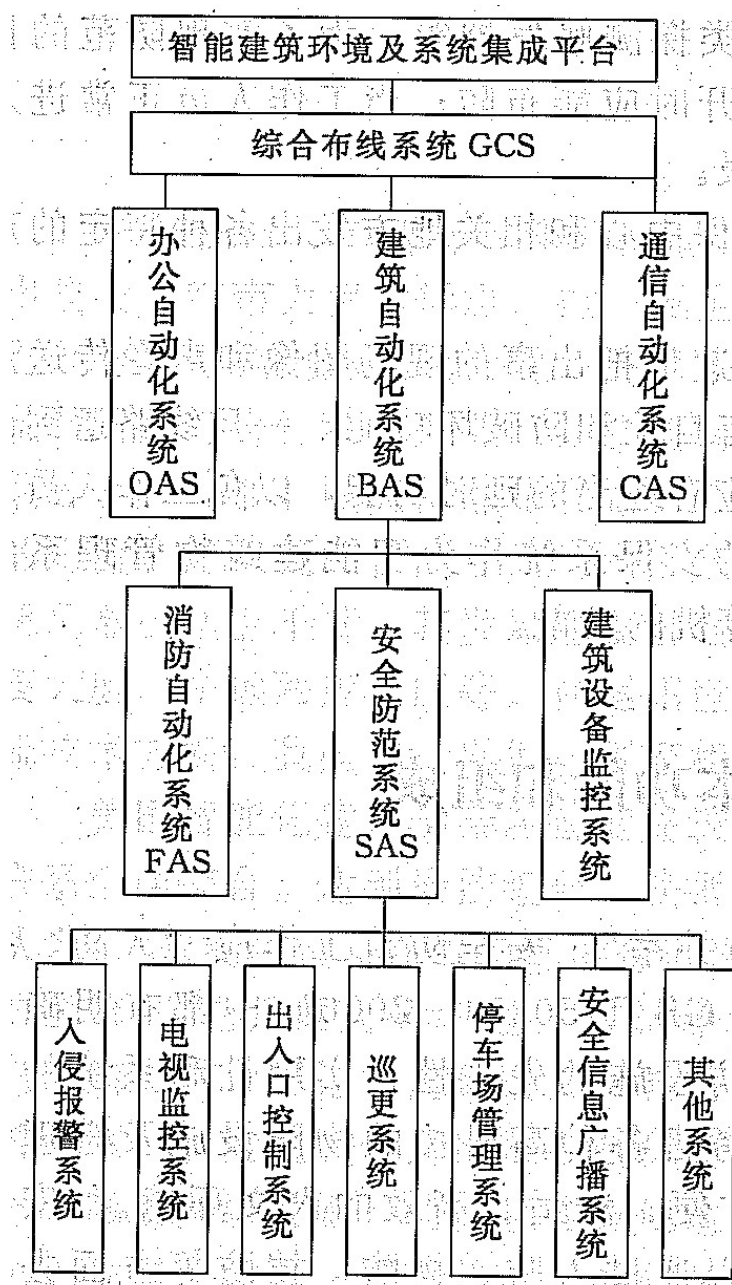 智能建筑环境及系统集成平台
综合布线系统 GCS
办公自动化系统
OAS
建筑自动化系统
BAS
通信自动化系统
CAS
消防自动化系统
FAS
安全防范系统
SAS
建筑设备监控系统
入侵报警系统
电视监控系统
出入口控制系统
巡更系统
停车场管理系统
安全信息广播系统
其他系统